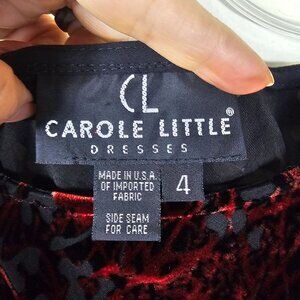 CL
CAROLE LITTLE®
DRESSES
MADE IN U.S.A.
OF IMPORTED
FABRIC
4
SIDE SEAM
FOR CARE